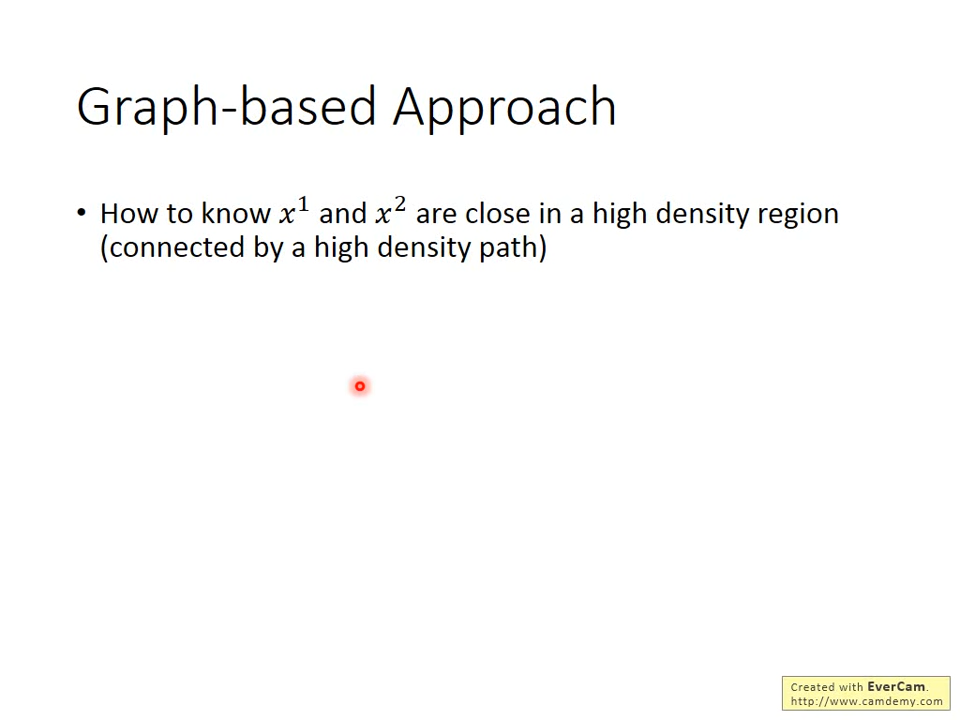 Graph-based Approach
• How to know x¹ and x² are close in a high density region
(connected by a high density path)
Created with EverCam.
http://www.camdemy.com